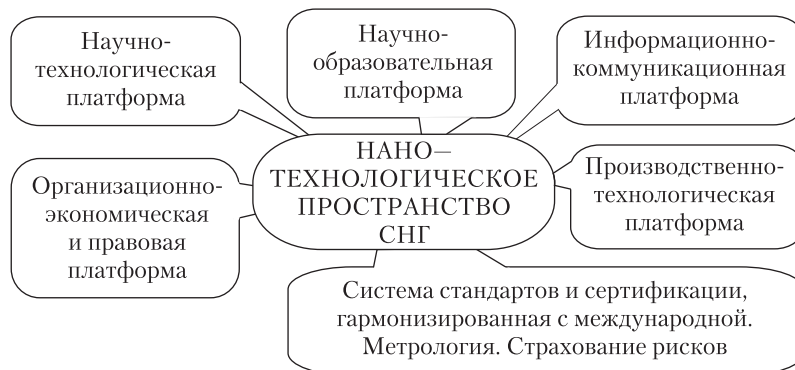 Научно-
технологическая
платформа
Научно-
образовательная
платформа
Информационно-
коммуникационная
платформа
НАНО—
ТЕХНОЛОГИЧЕСКОЕ
ПРОСТРАНСТВО
СНГ
Организационно-
экономическая
и правовая
платформа
Производственно-
технологическая
платформа
Система стандартов и сертификации,
гармонизированная с международной.
Метрология. Страхование рисков